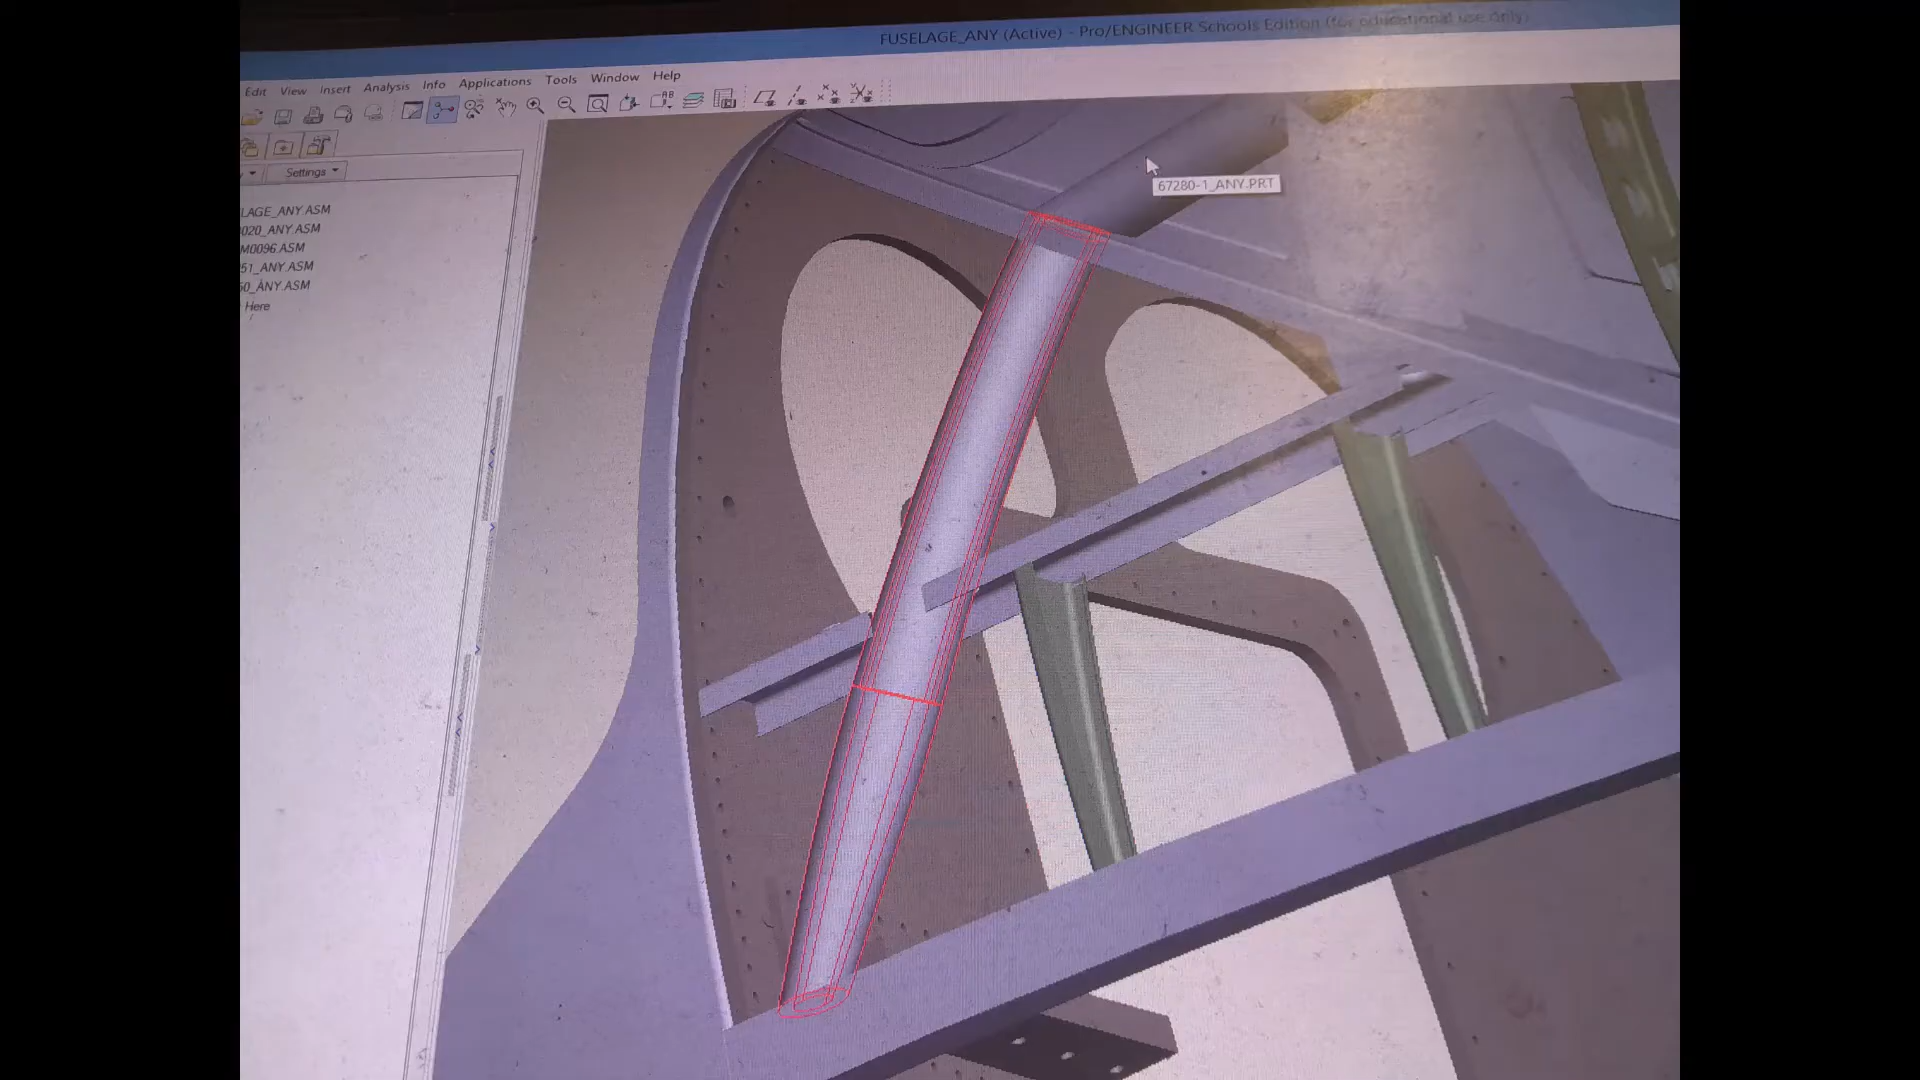 FUSELAGE_ANY (Active) - Pro/ENGINEER Schools Edition (for educational use only)
Edit View Insert Analysis Info Applications Tools Window Help
Settings
LAGE_ANY.ASM
0020_ANY.ASM
M0096.ASM
51_ANY.ASM
50_ANY.ASM
Here
67280-1_ANY.PRT